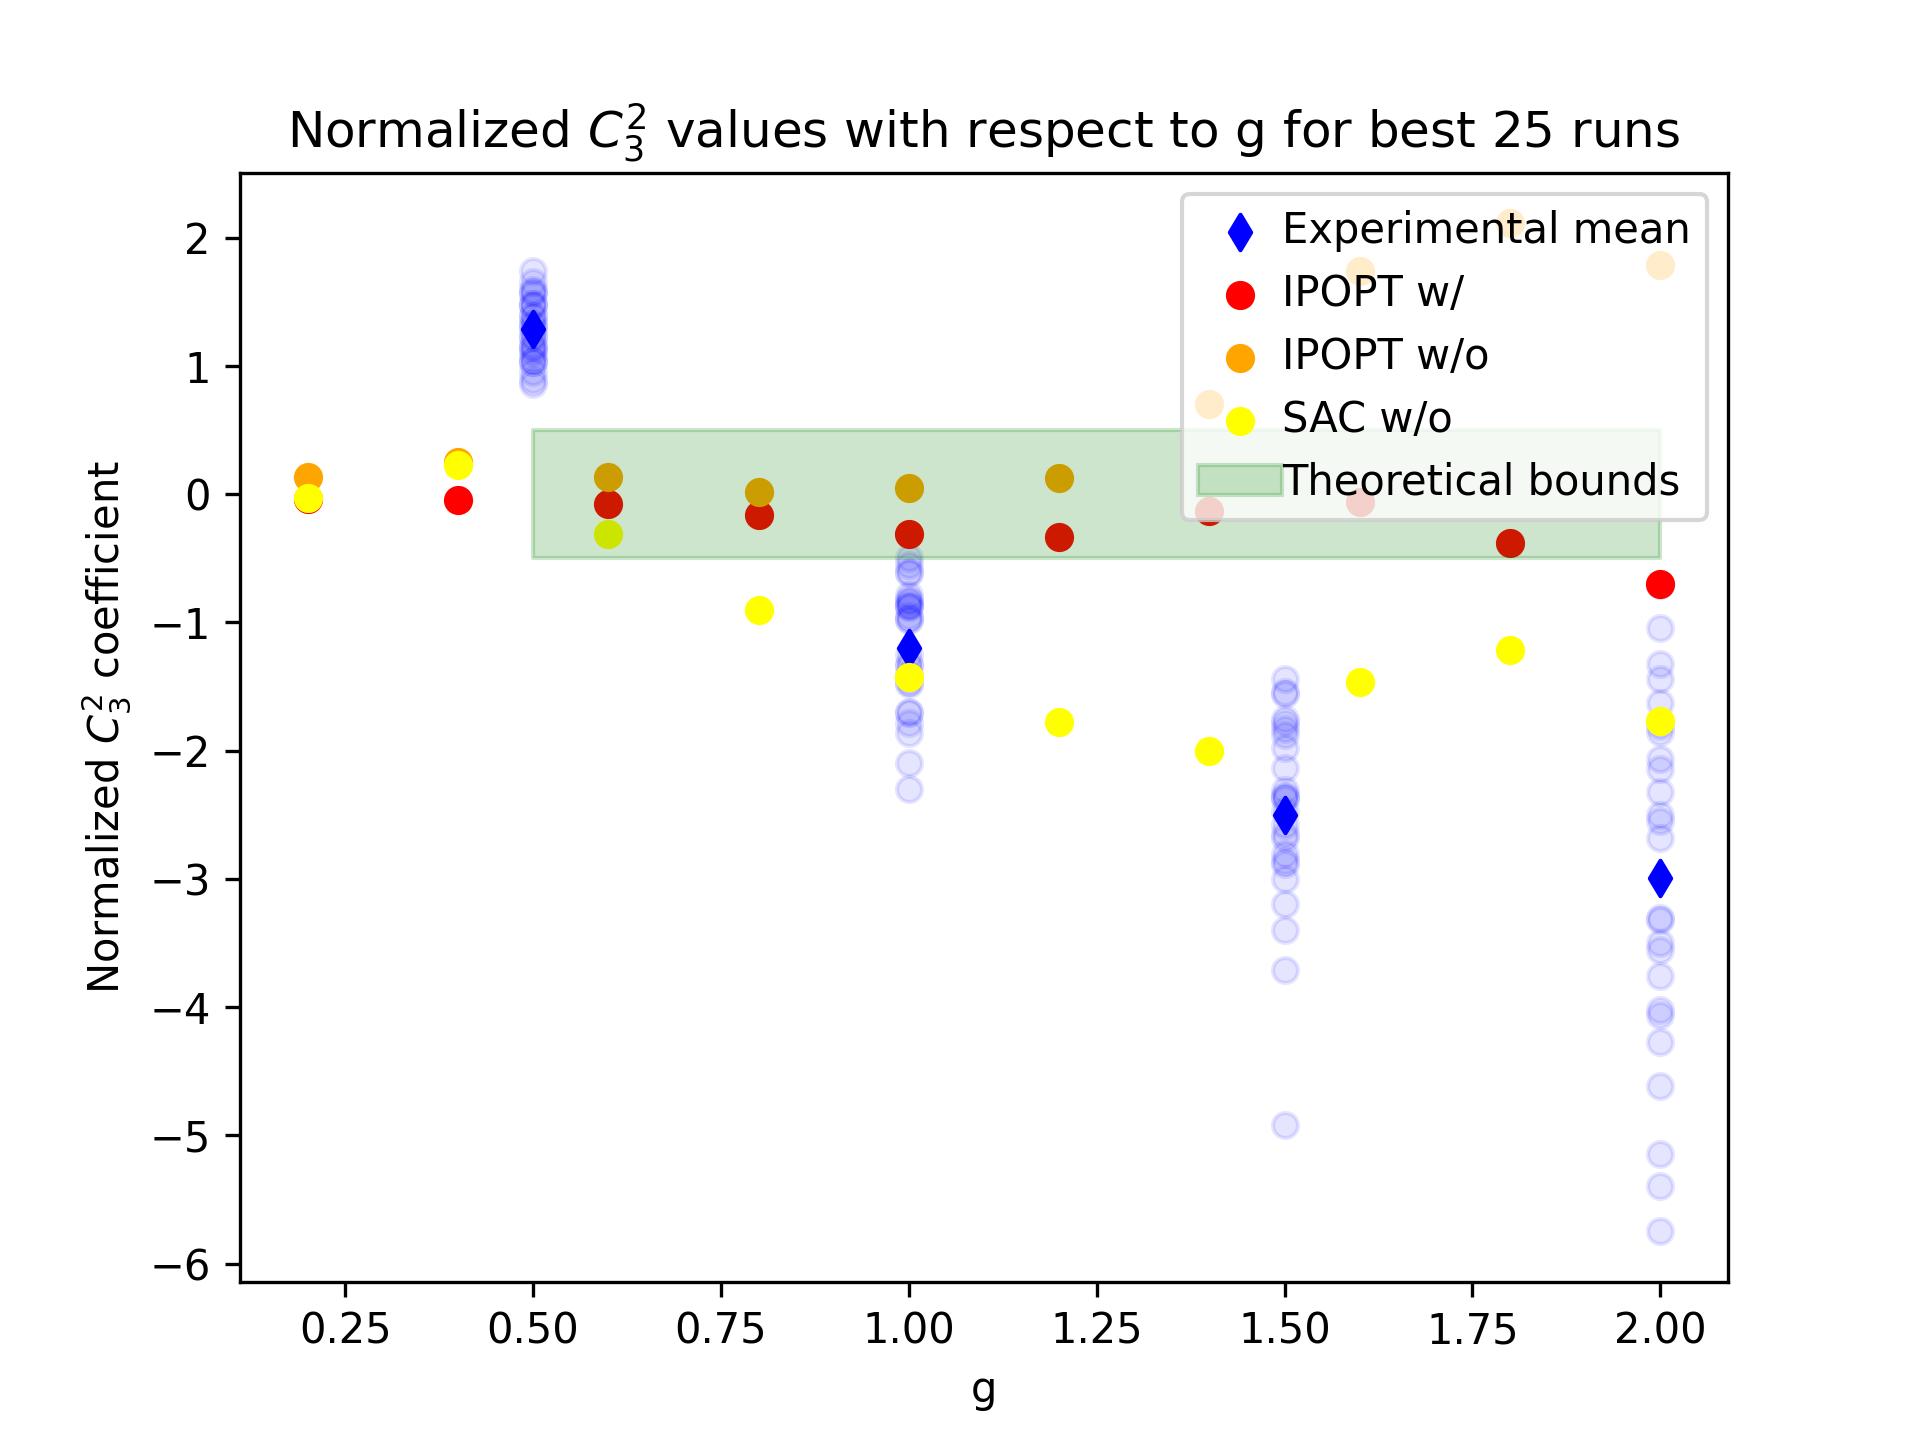 Normalized $C_3^2$ values with respect to g for best 25 runs
Experimental mean
IPOPT w/
IPOPT w/o
SAC w/o
Theoretical bounds
Normalized $C_3^2$ coefficient
2
1
0
−1
−2
−3
−4
−5
−6
0.25 0.50 0.75 1.00 1.25 1.50 1.75 2.00
g